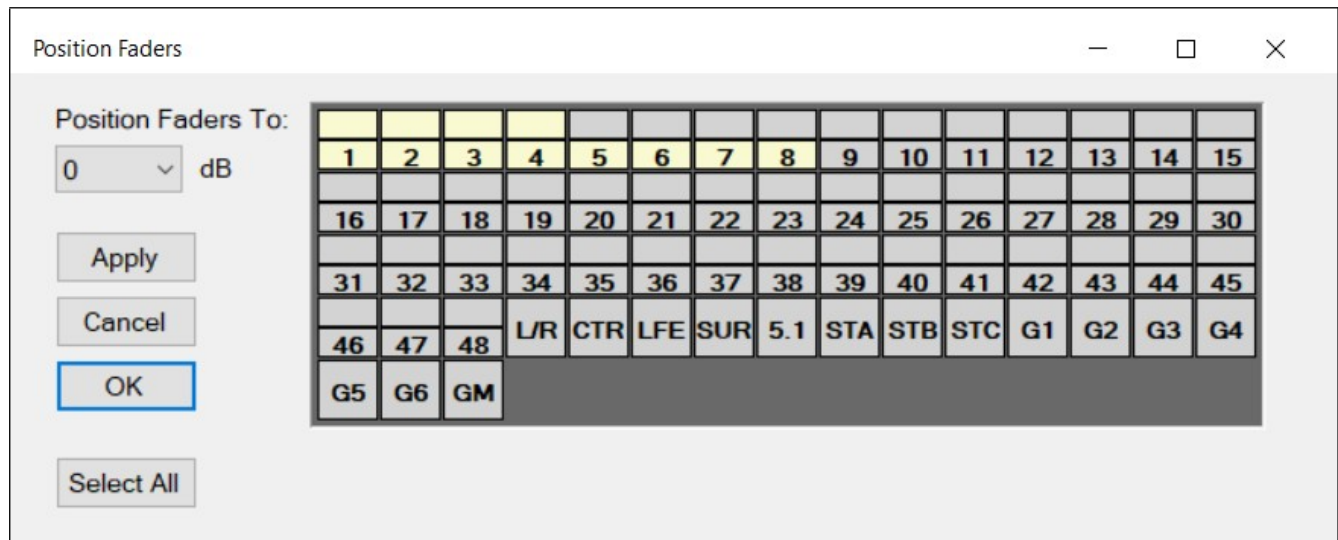 Position Faders
Position Faders To:
0 dB
Apply
Cancel
OK
Select All
1 2 3 4 5 6 7 8 9 10 11 12 13 14 15
16 17 18 19 20 21 22 23 24 25 26 27 28 29 30
31 32 33 34 35 36 37 38 39 40 41 42 43 44 45
46 47 48 L/R CTR LFE SUR 5.1 STA STB STC G1 G2 G3 G4
G5 G6 GM